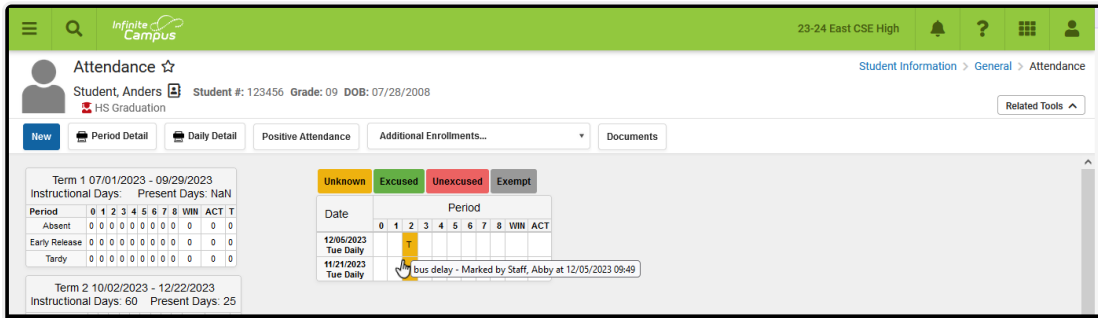 Infinite Campus
23-24 East CSE High
?
Attendance
Student Information > General > Attendance
Student, Anders Student #: 123456 Grade: 09 DOB: 07/28/2008
HS Graduation
Related Tools
New Period Detail Daily Detail Positive Attendance Additional Enrollments... Documents
Term 1 07/01/2023 - 09/29/2023
Instructional Days: Present Days: NaN
Period 0 1 2 3 4 5 6 7 8 WIN ACT T
Absent 0 0 0 0 0 0 0 0 0 0 0 0
Early Release 0 0 0 0 0 0 0 0 0 0 0 0
Tardy 0 0 0 0 0 0 0 0 0 0 0 0
Term 2 10/02/2023 - 12/22/2023
Instructional Days: 60 Present Days: 25
Unknown Excused Unexcused Exempt
Date Period
0 1 2 3 4 5 6 7 8 WIN ACT
12/05/2023
Tue Daily T
11/21/2023
Tue Daily
bus delay - Marked by Staff, Abby at 12/05/2023 09:49